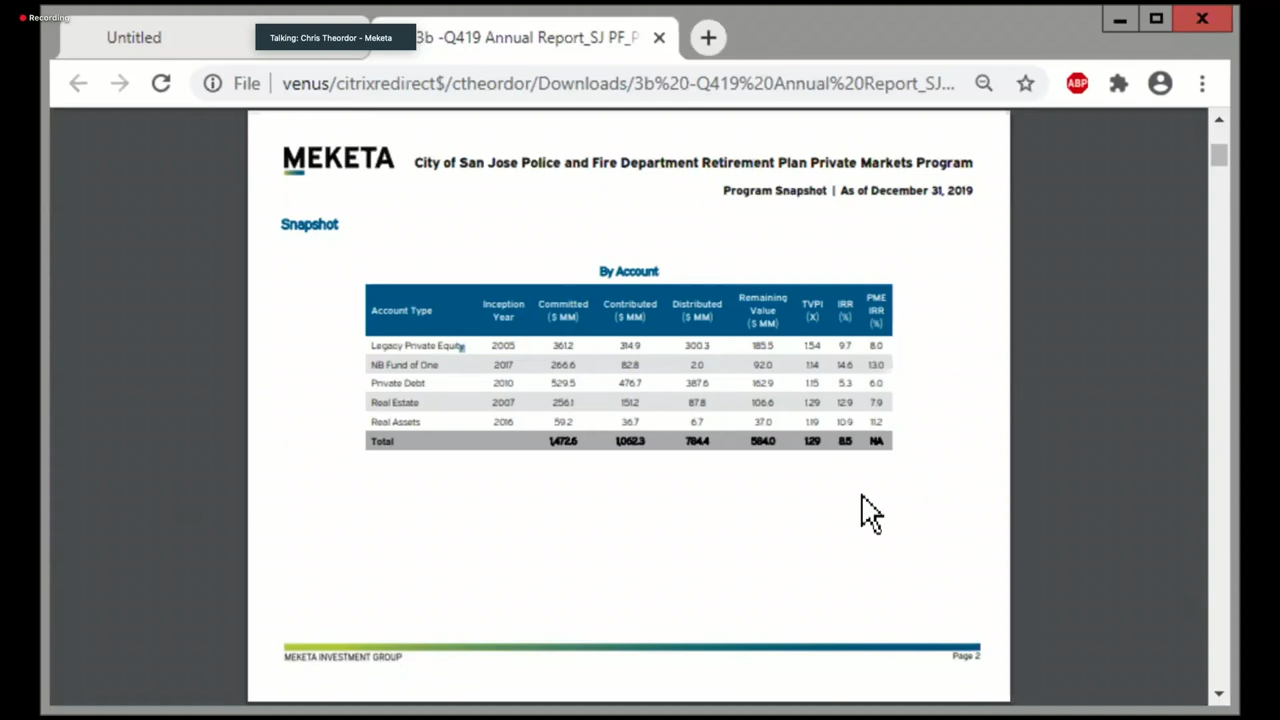 Recording
Untitled
Talking: Chris Theordor - Meketa
3b -Q419 Annual Report_SJ PF_P
File
venus/citrixredirect$/ctheordor/Downloads/3b%20-Q419%20Annual%20Report_SJ...
ABP
MEKETA
City of San Jose Police and Fire Department Retirement Plan Private Markets Program
Program Snapshot | As of December 31, 2019
Snapshot
By Account
Account Type Inception Year Committed ($ MM) Contributed ($ MM) Distributed ($ MM) Remaining Value ($ MM) TVPI (X) IRR (%) PME IRR (%)
Legacy Private Equity 2005 361.2 314.9 300.3 185.5 1.54 9.7 8.0
NB Fund of One 2017 266.6 82.8 2.0 92.0 1.14 14.6 13.0
Private Debt 2010 529.5 476.7 387.6 162.9 1.15 5.3 6.0
Real Estate 2007 256.1 151.2 87.8 106.6 1.29 12.9 7.9
Real Assets 2016 59.2 36.7 6.7 37.0 1.19 10.9 11.2
Total 1,472.6 1,062.3 784.4 584.0 1.29 8.5 NA
MEKETA INVESTMENT GROUP
Page 2